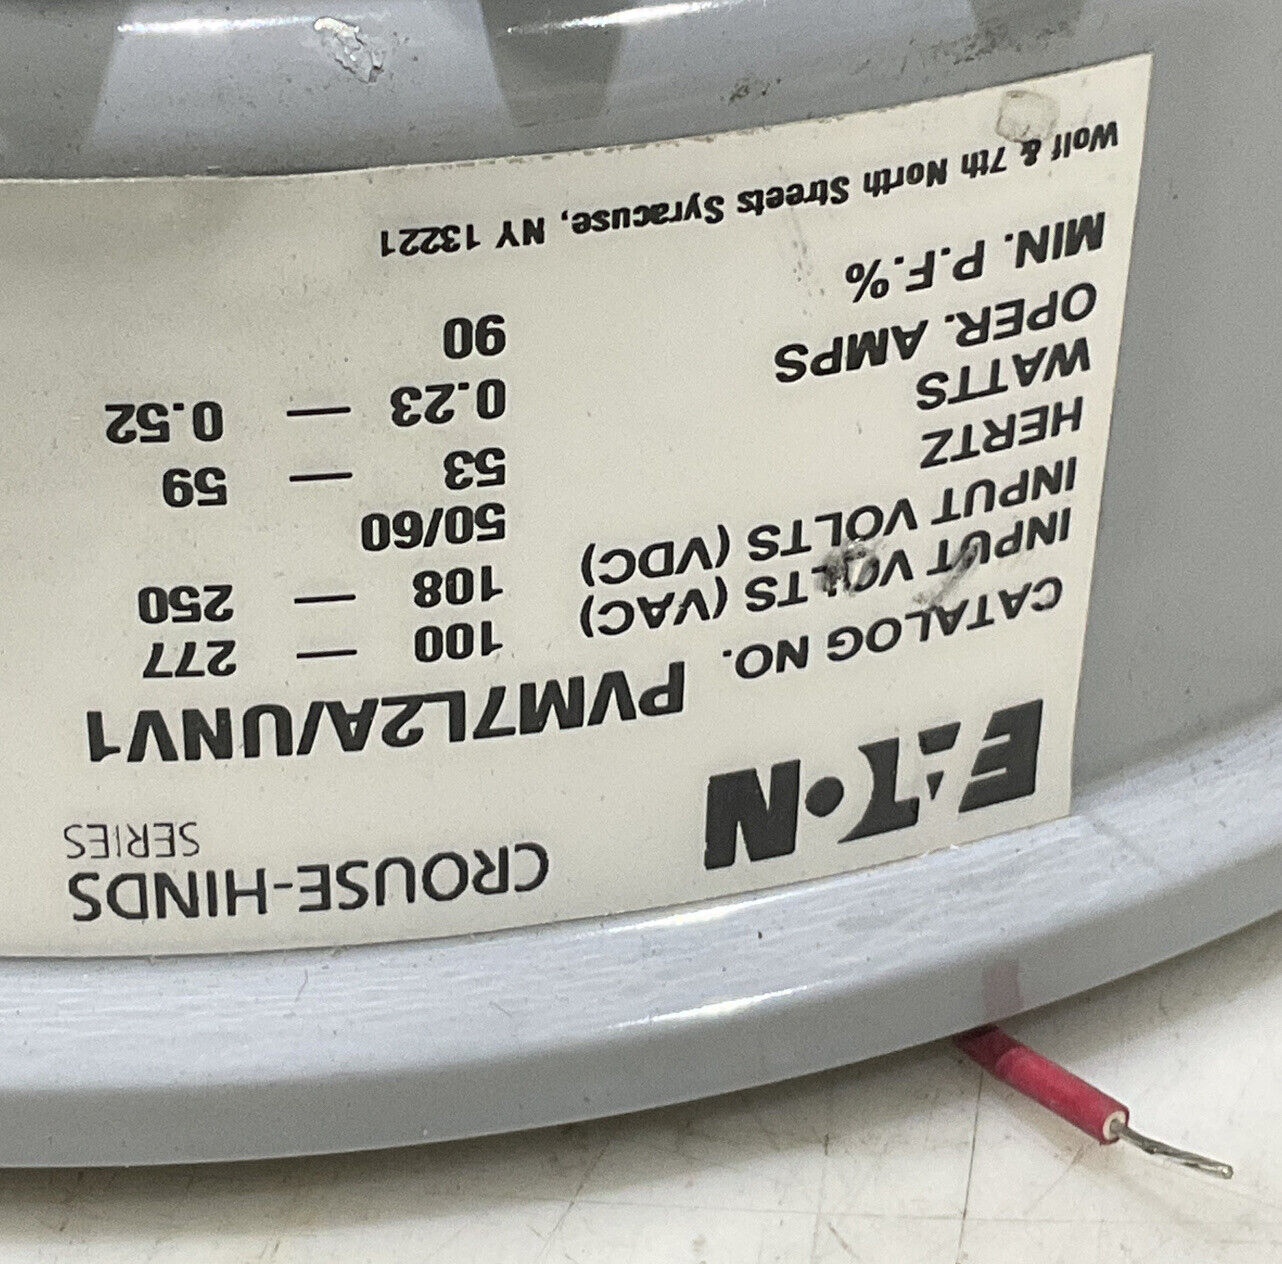 EATON
CROUSE-HINDS
SERIES
CATALOG NO. PVM7L2A/UNV1
INPUT VOLTS (VAC) 100 — 277
INPUT VOLTS (VDC) 108 — 250
HERTZ 50/60
WATTS 53 — 59
OPER. AMPS 0.23 — 0.52
MIN. P.F.% 90
Wolf & 7th North Streets Syracuse, NY 13221